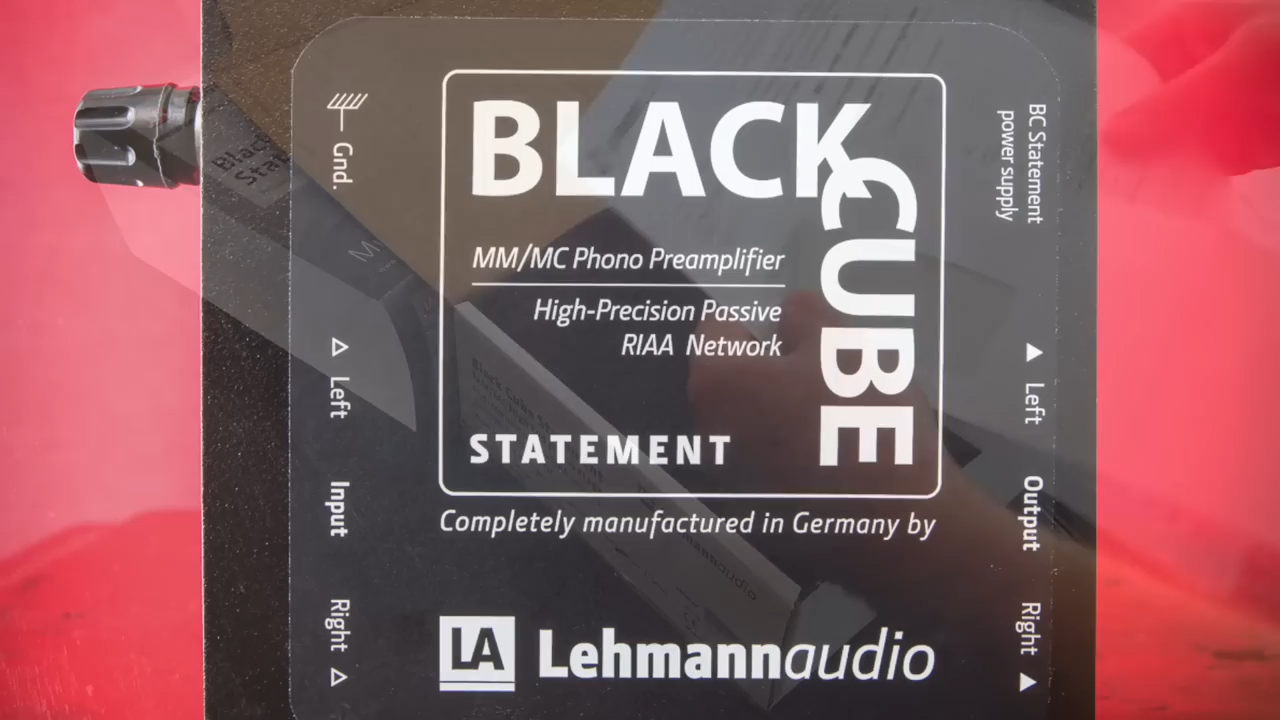 BLACK
CUBE
MM/MC Phono Preamplifier
High-Precision Passive
RIAA Network
STATEMENT
Completely manufactured in Germany by
LA Lehmannaudio
Gnd.
Left
Input
Right
BC Statement
power supply
Left
Output
Right